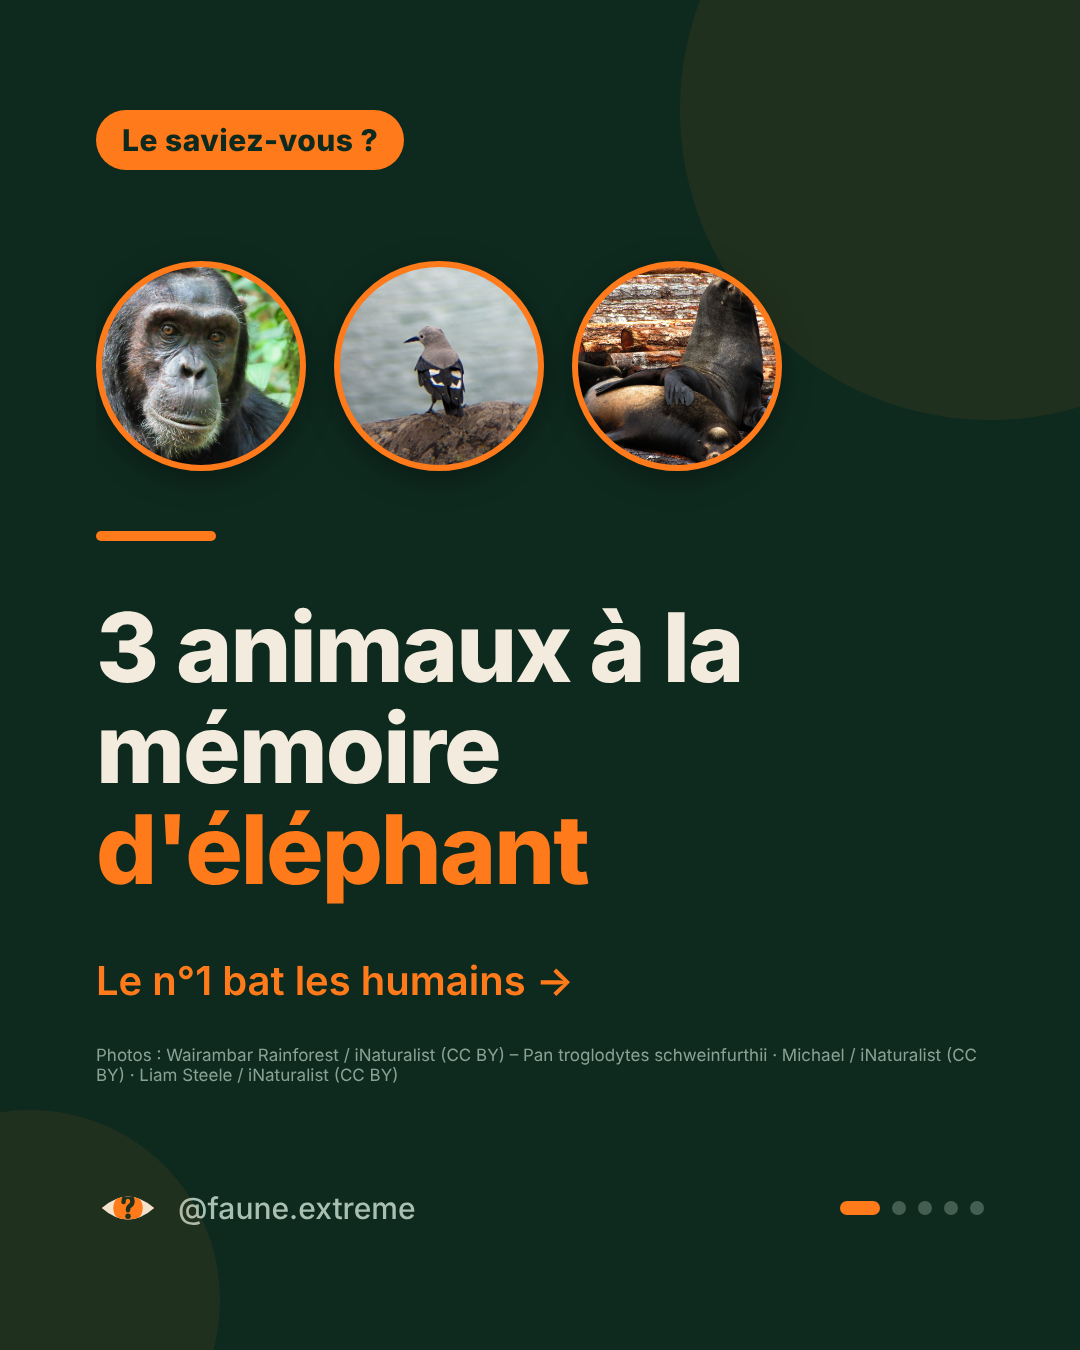 Le saviez-vous ?
3 animaux à la
mémoire
d'éléphant
Le n°1 bat les humains →
Photos : Wairambar Rainforest / iNaturalist (CC BY) – Pan troglodytes schweinfurthii · Michael / iNaturalist (CC
BY) · Liam Steele / iNaturalist (CC BY)
?
@faune.extreme